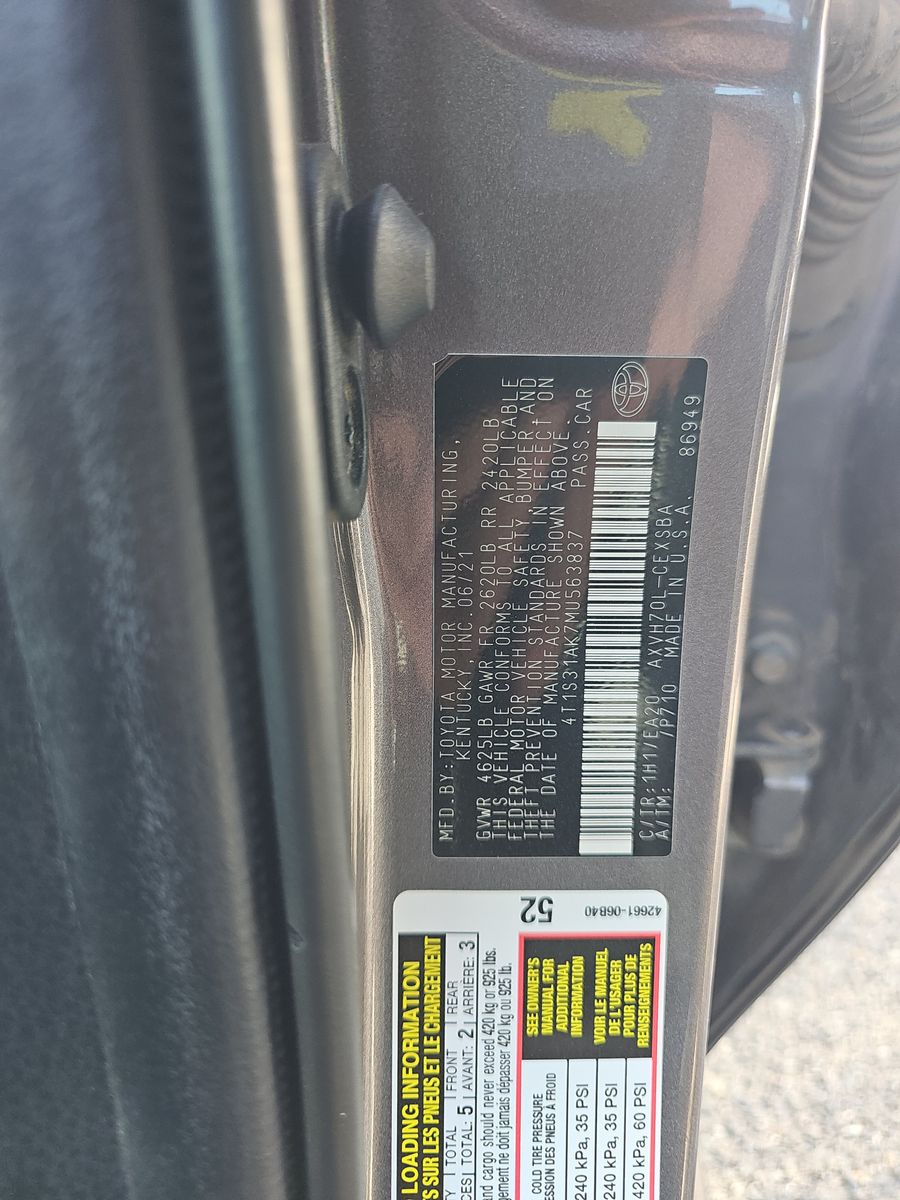 MFD.BY:TOYOTA MOTOR MANUFACTURING,
KENTUCKY, INC.06/21
GVWR 4625LB GAWR FR 2620LB RR 2420LB
THIS VEHICLE CONFORMS TO ALL APPLICABLE
FEDERAL MOTOR VEHICLE SAFETY, BUMPER AND
THEFT PREVENTION STANDARDS IN EFFECT ON
THE DATE OF MANUFACTURE SHOWN ABOVE.
4T1S31AK7MU563837 PASS.CAR
C/TR:1H1/EA20 AXVH70L-CEXSBA
A/TM: /P710 MADE IN U.S.A. 86949
LOADING INFORMATION
SUR LES PNEUS ET LE CHARGEMENT
TOTAL FRONT REAR
TOTAL: 5 AVANT: 2 ARRIÈRE: 3
and cargo should never exceed 420 kg or 925 lbs.
ne doit jamais dépasser 420 kg ou 925 lb.
COLD TIRE PRESSURE
DES PNEUS À FROID
240 kPa, 35 PSI
240 kPa, 35 PSI
420 kPa, 60 PSI
SEE OWNER'S
MANUAL FOR
ADDITIONAL
INFORMATION
VOIR LE MANUEL
DE L'USAGER
POUR PLUS DE
RENSEIGNEMENTS
52
42661-06B40